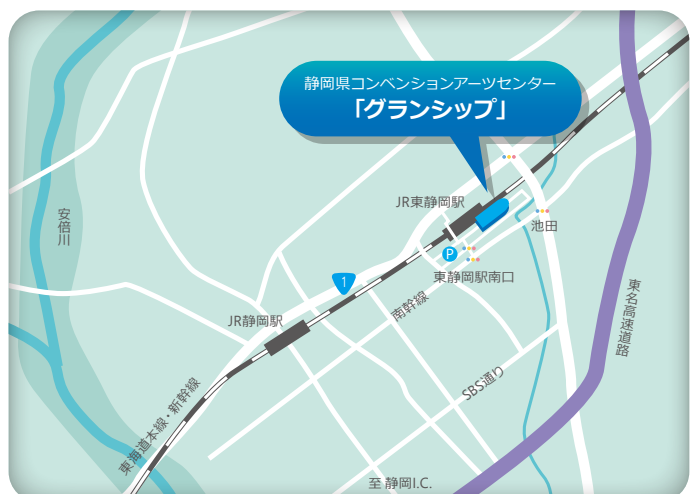 静岡県コンベンションアーツセンター
「グランシップ」
JR東静岡駅
安倍川
池田
P
東静岡駅南口
1
南幹線
東名高速道路
JR静岡駅
SBS通り
東海道本線・新幹線
至 静岡I.C.